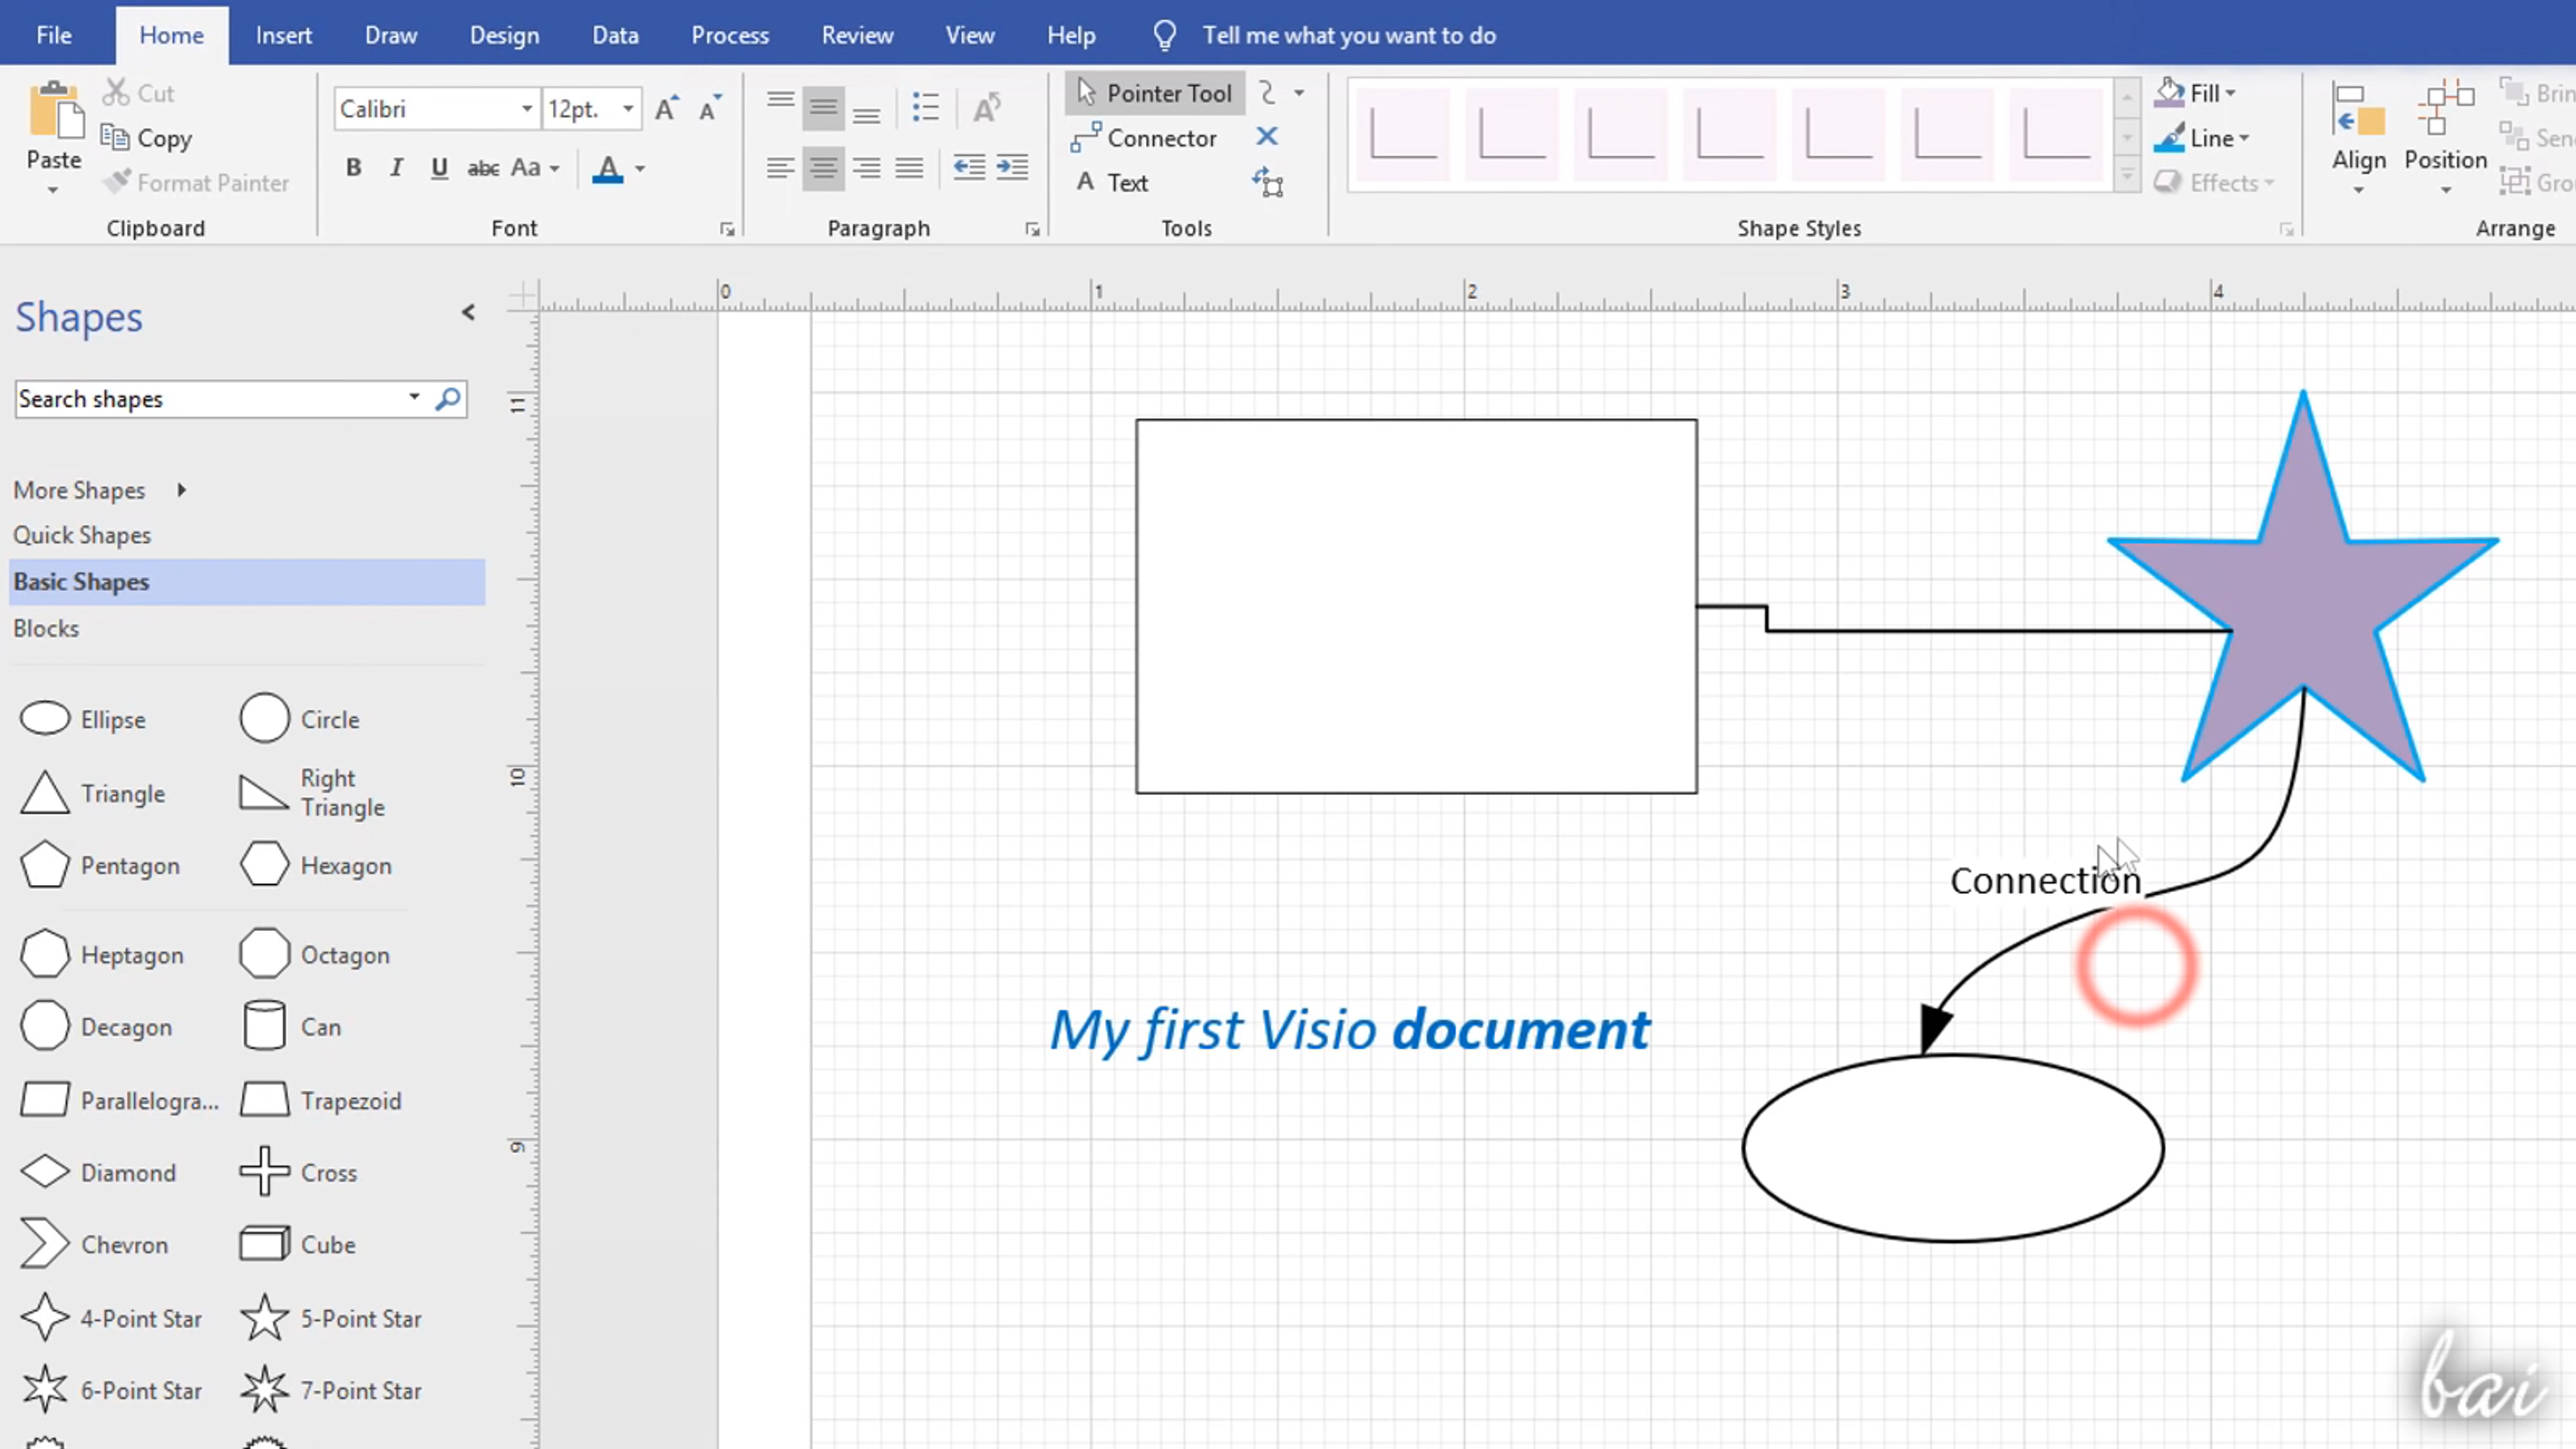 File Home Insert Draw Design Data Process Review View Help Tell me what you want to do
Paste
Cut
Copy
Format Painter
Clipboard
Calibri 12pt.
B I U abc Aa A
Font
Paragraph
Pointer Tool
Connector
A Text
Tools
Shape Styles
Fill
Line
Effects
Align Position
Arrange
Shapes
Search shapes
More Shapes
Quick Shapes
Basic Shapes
Blocks
Ellipse Circle
Triangle Right Triangle
Pentagon Hexagon
Heptagon Octagon
Decagon Can
Parallelogra... Trapezoid
Diamond Cross
Chevron Cube
4-Point Star 5-Point Star
6-Point Star 7-Point Star
0 1 2 3 4
11
10
9
Connection
My first Visio document
bai